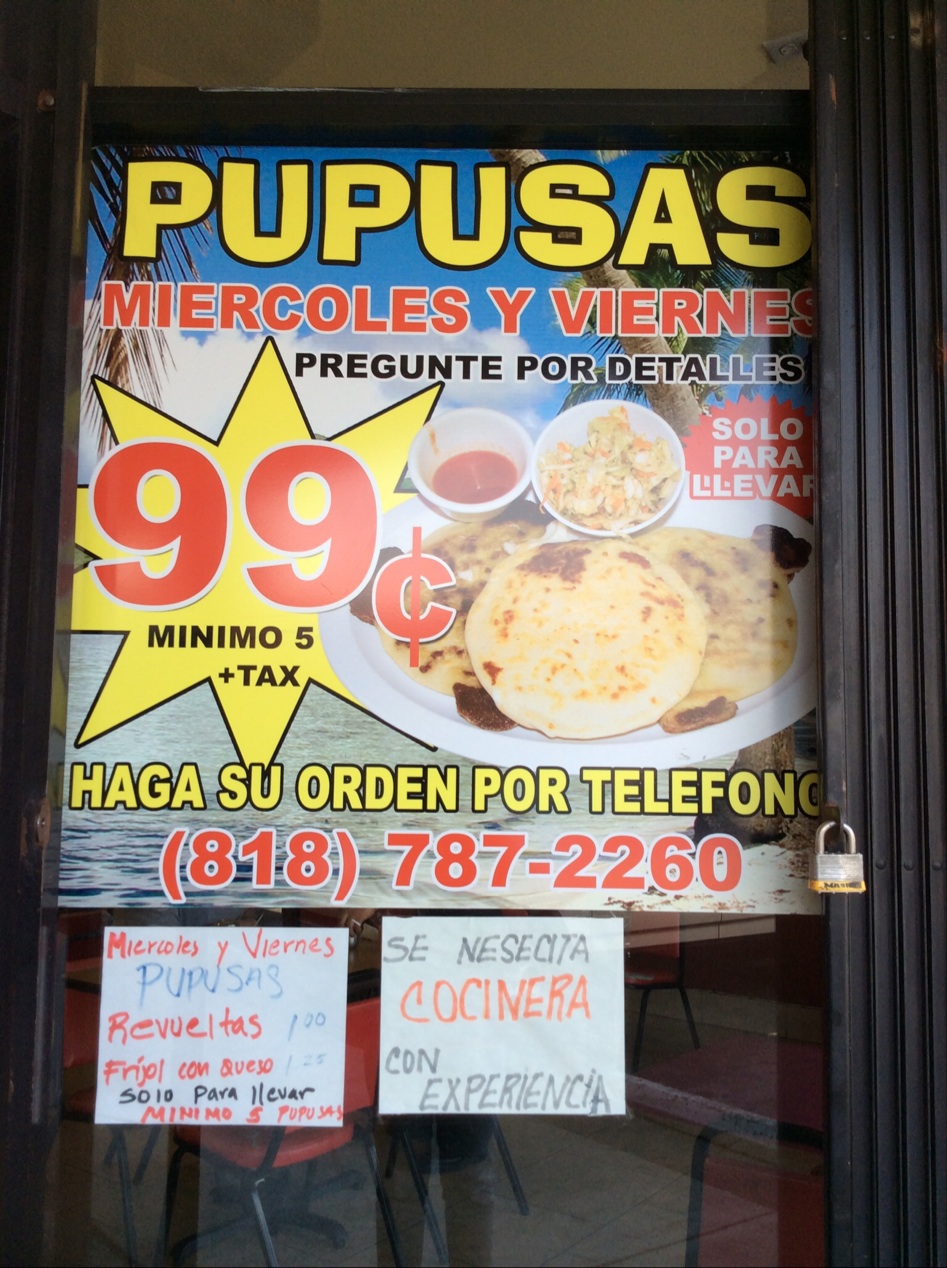 PUPUSAS
MIERCOLES Y VIERNES
PREGUNTE POR DETALLES
SOLO
PARA
LLEVAR
99¢
MINIMO 5
+TAX
HAGA SU ORDEN POR TELEFONO
(818) 787-2260
Miercoles y Viernes
PUPUSAS
Revueltas 1.00
Frijol con queso 1.25
Solo Para llevar
MINIMO 5 PUPUSAS
SE NESECITA
COCINERA
CON
EXPERIENCIA